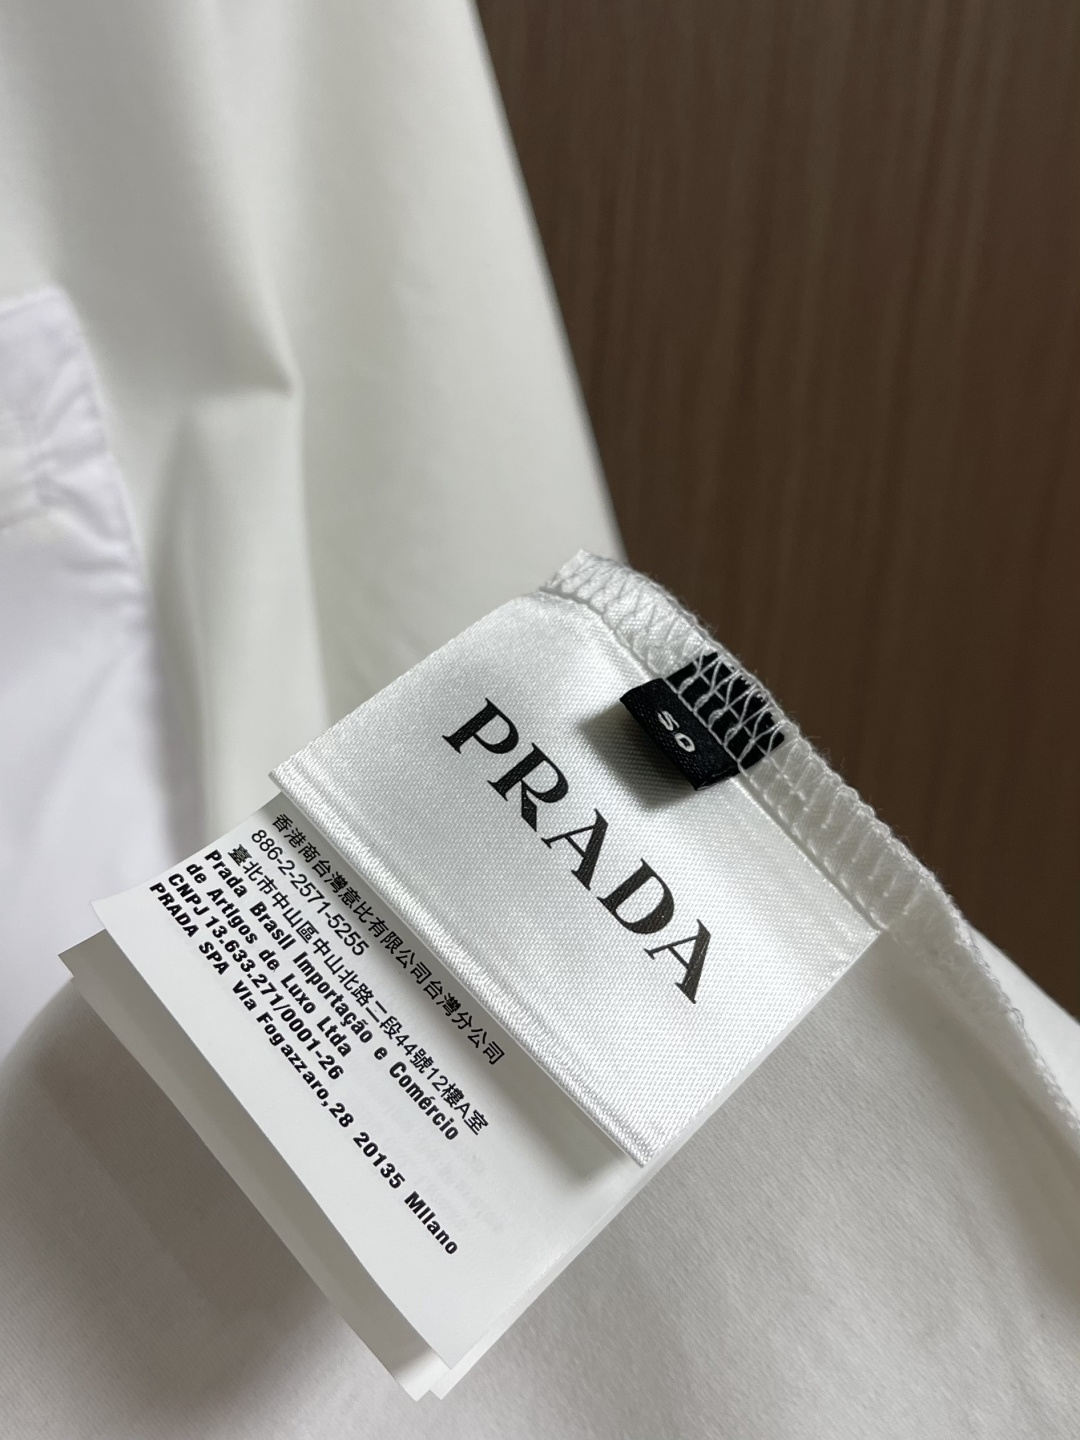 PRADA
50
香港商台灣意比有限公司台灣分公司
886-2-2571-5255
臺北市中山區中山北路二段44號12樓A室
Prada Brasil Importação e Comércio
de Artigos de Luxo Ltda
CNPJ 13.633.271/0001-26
PRADA SPA Via Fogazzaro,28 20135 Milano